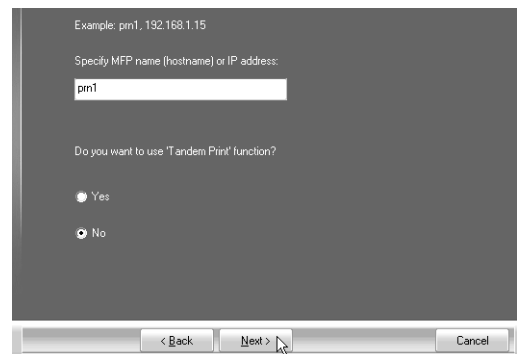 Example: prn1, 192.168.1.15
Specify MFP name (hostname) or IP address:
prn1
Do you want to use 'Tandem Print' function?
Yes
No
< Back Next > Cancel